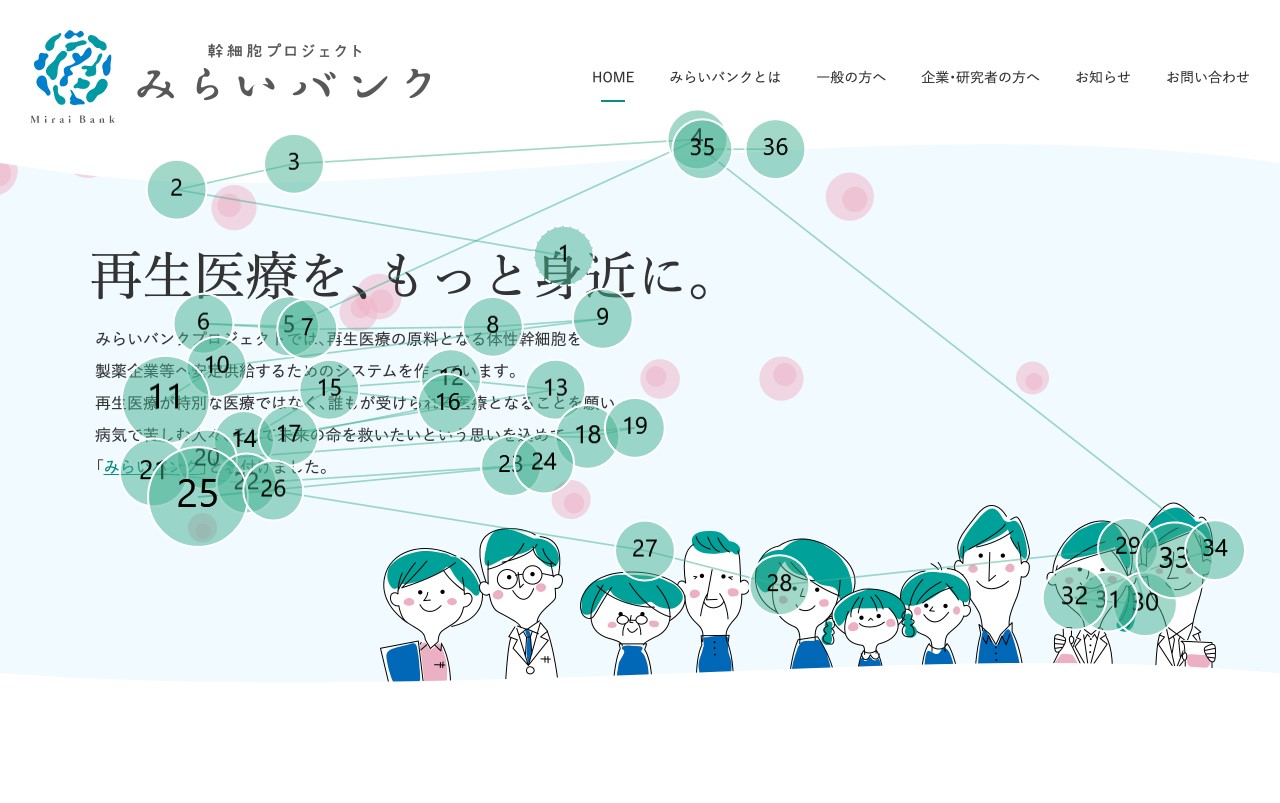 幹細胞プロジェクト
みらいバンク
Mirai Bank
HOME
みらいバンクとは
一般の方へ
企業・研究者の方へ
お知らせ
お問い合わせ
再生医療を、もっと身近に。
みらいバンクプロジェクトでは、再生医療の原料となる体性幹細胞を
製薬企業等へ安定供給するためのシステムを作っています。
再生医療が特別な医療ではなく、誰もが受けられる医療となることを願い
病気で苦しむ人々、そして未来の命を救いたいという思いを込めて
「みらいバンク」と名付けました。
1
2
3
4
5
6
7
8
9
10
11
12
13
14
15
16
17
18
19
20
21
22
23
24
25
26
27
28
29
30
31
32
33
34
35
36